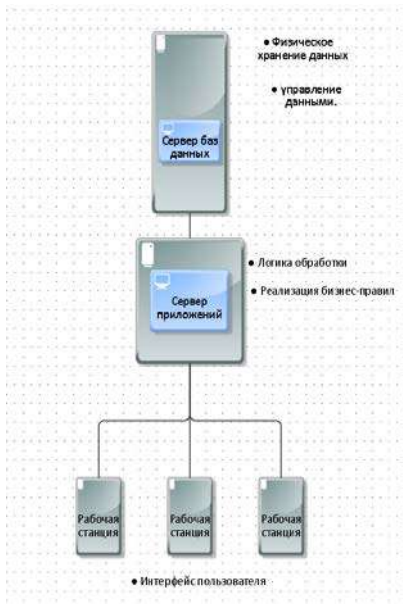 ● Физическое
хранение данных
● управление
данными.
Сервер баз
данных
● Логика обработки
● Реализация бизнес-правил
Сервер
приложений
Рабочая
станция
Рабочая
станция
Рабочая
станция
● Интерфейс пользователя